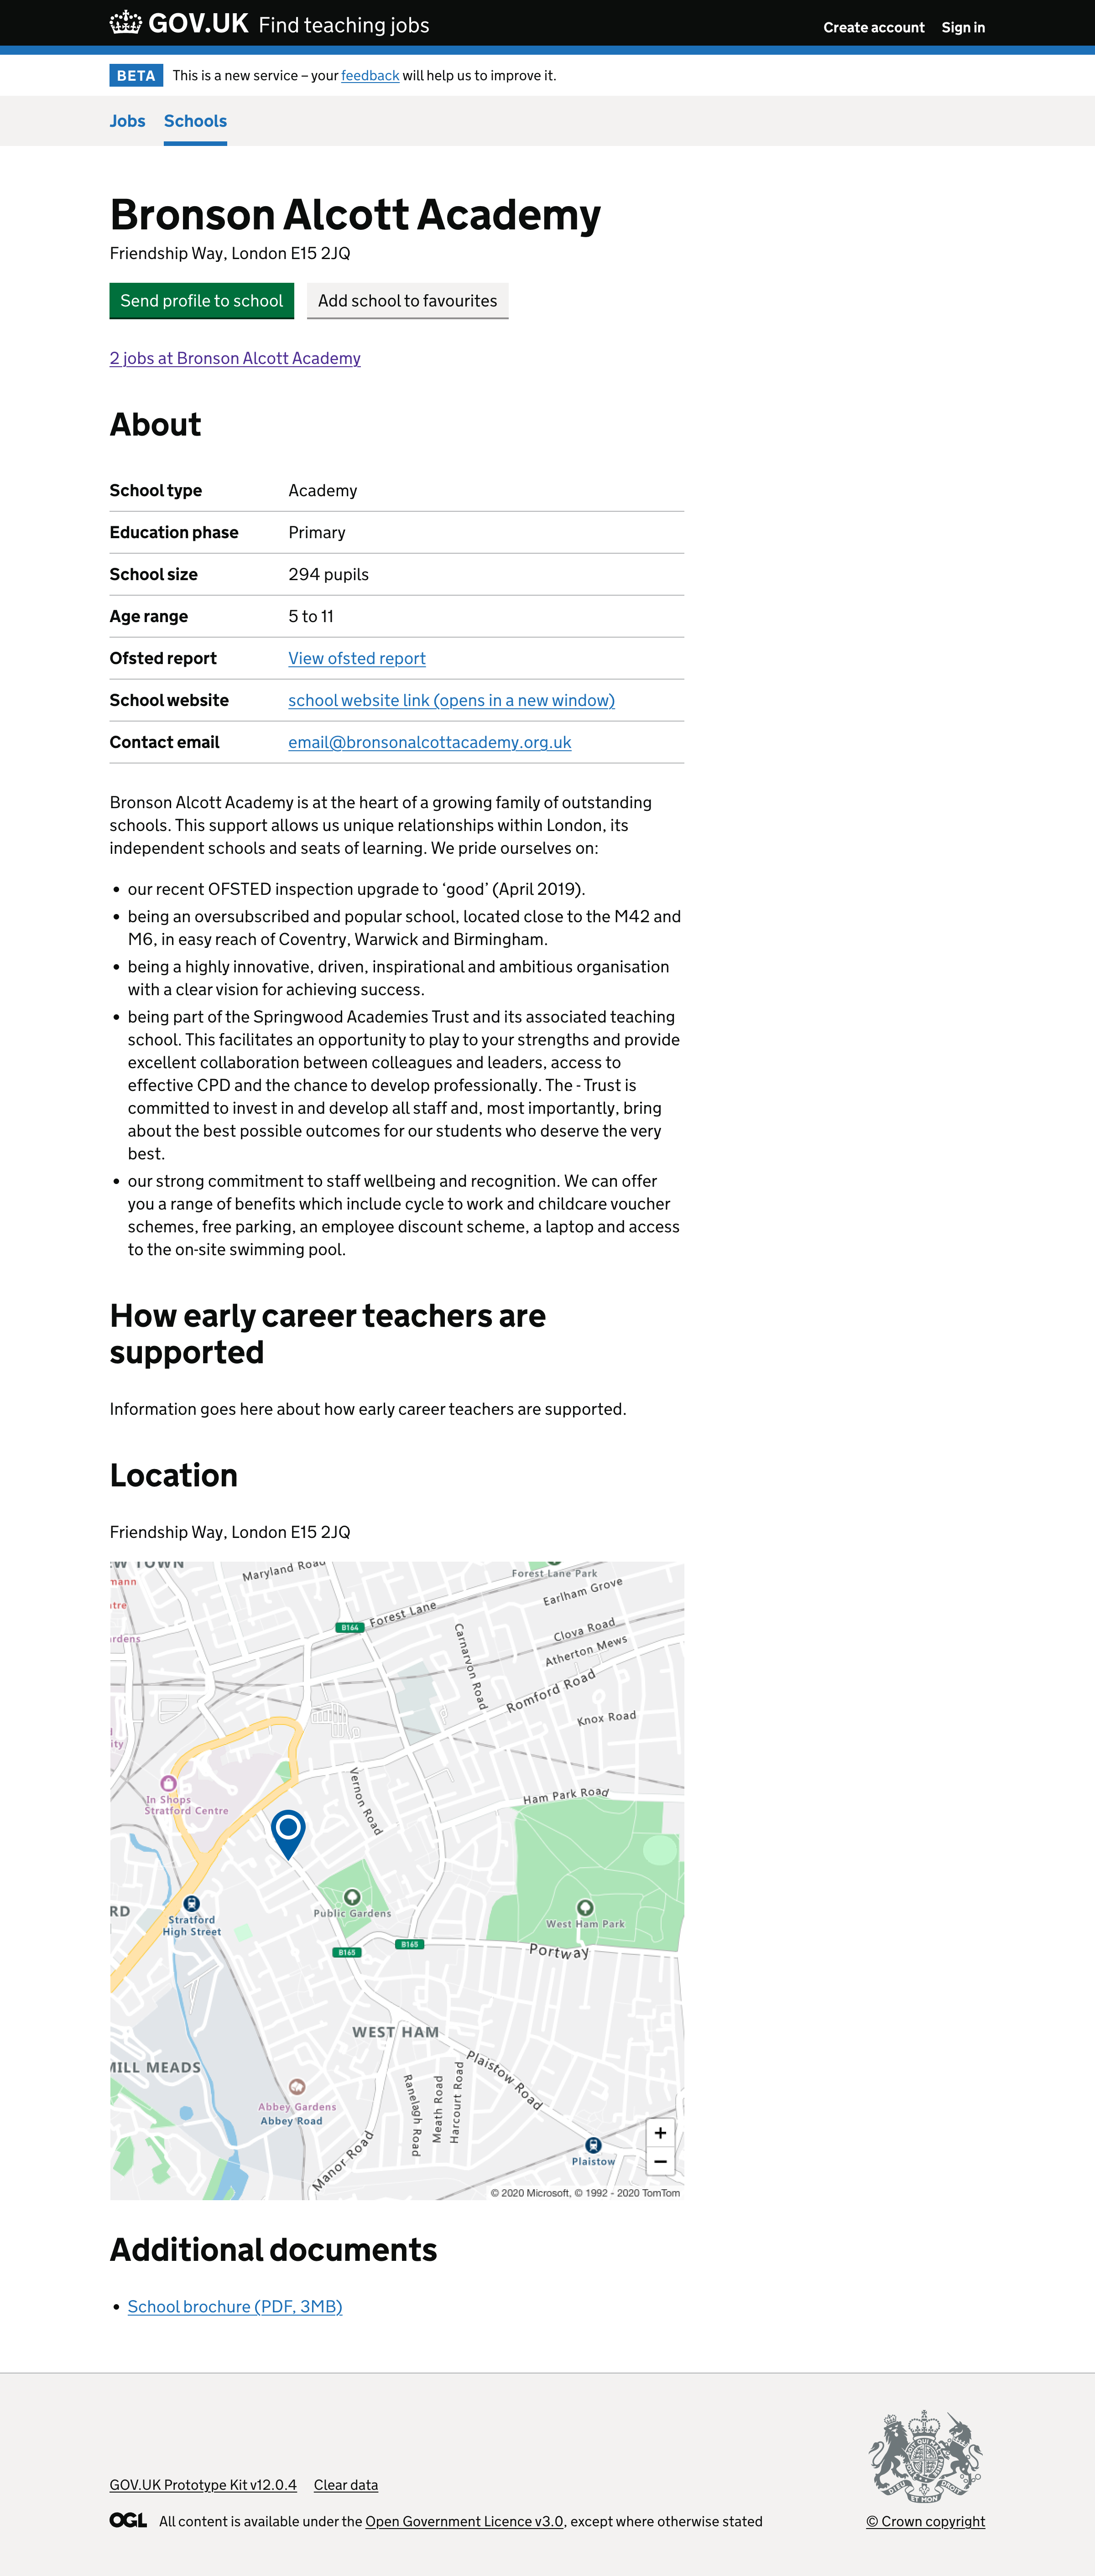 GOV.UK Find teaching jobs
Create account Sign in
BETA This is a new service – your feedback will help us to improve it.
Jobs Schools
Bronson Alcott Academy
Friendship Way, London E15 2JQ
Send profile to school Add school to favourites
2 jobs at Bronson Alcott Academy
About
School type Academy
Education phase Primary
School size 294 pupils
Age range 5 to 11
Ofsted report View ofsted report
School website school website link (opens in a new window)
Contact email email@bronsonalcottacademy.org.uk
Bronson Alcott Academy is at the heart of a growing family of outstanding
schools. This support allows us unique relationships within London, its
independent schools and seats of learning. We pride ourselves on:
• our recent OFSTED inspection upgrade to ‘good’ (April 2019).
• being an oversubscribed and popular school, located close to the M42 and
M6, in easy reach of Coventry, Warwick and Birmingham.
• being a highly innovative, driven, inspirational and ambitious organisation
with a clear vision for achieving success.
• being part of the Springwood Academies Trust and its associated teaching
school. This facilitates an opportunity to play to your strengths and provide
excellent collaboration between colleagues and leaders, access to
effective CPD and the chance to develop professionally. The - Trust is
committed to invest in and develop all staff and, most importantly, bring
about the best possible outcomes for our students who deserve the very
best.
• our strong commitment to staff wellbeing and recognition. We can offer
you a range of benefits which include cycle to work and childcare voucher
schemes, free parking, an employee discount scheme, a laptop and access
to the on-site swimming pool.
How early career teachers are
supported
Information goes here about how early career teachers are supported.
Location
Friendship Way, London E15 2JQ
EW TOWN
Maryland Road
Forest Lane Park
mann
Earlham Grove
tre
Forest Lane
B164
Clova Road
rdens
Carnarvon Road
Atherton Mews
Romford Road
Knox Road
ity
Vernon Road
In Shops
Stratford Centre
Ham Park Road
RD
Stratford
High Street
Public Gardens
West Ham Park
B165
B165
Portway
WEST HAM
MILL MEADS
Plaistow Road
Ranelagh Road
Meath Road
Harcourt Road
Abbey Gardens
Abbey Road
Manor Road
Plaistow
+
−
© 2020 Microsoft, © 1992 - 2020 TomTom
Additional documents
• School brochure (PDF, 3MB)
GOV.UK Prototype Kit v12.0.4 Clear data
OGL All content is available under the Open Government Licence v3.0, except where otherwise stated
DIEU ET MON DROIT
© Crown copyright